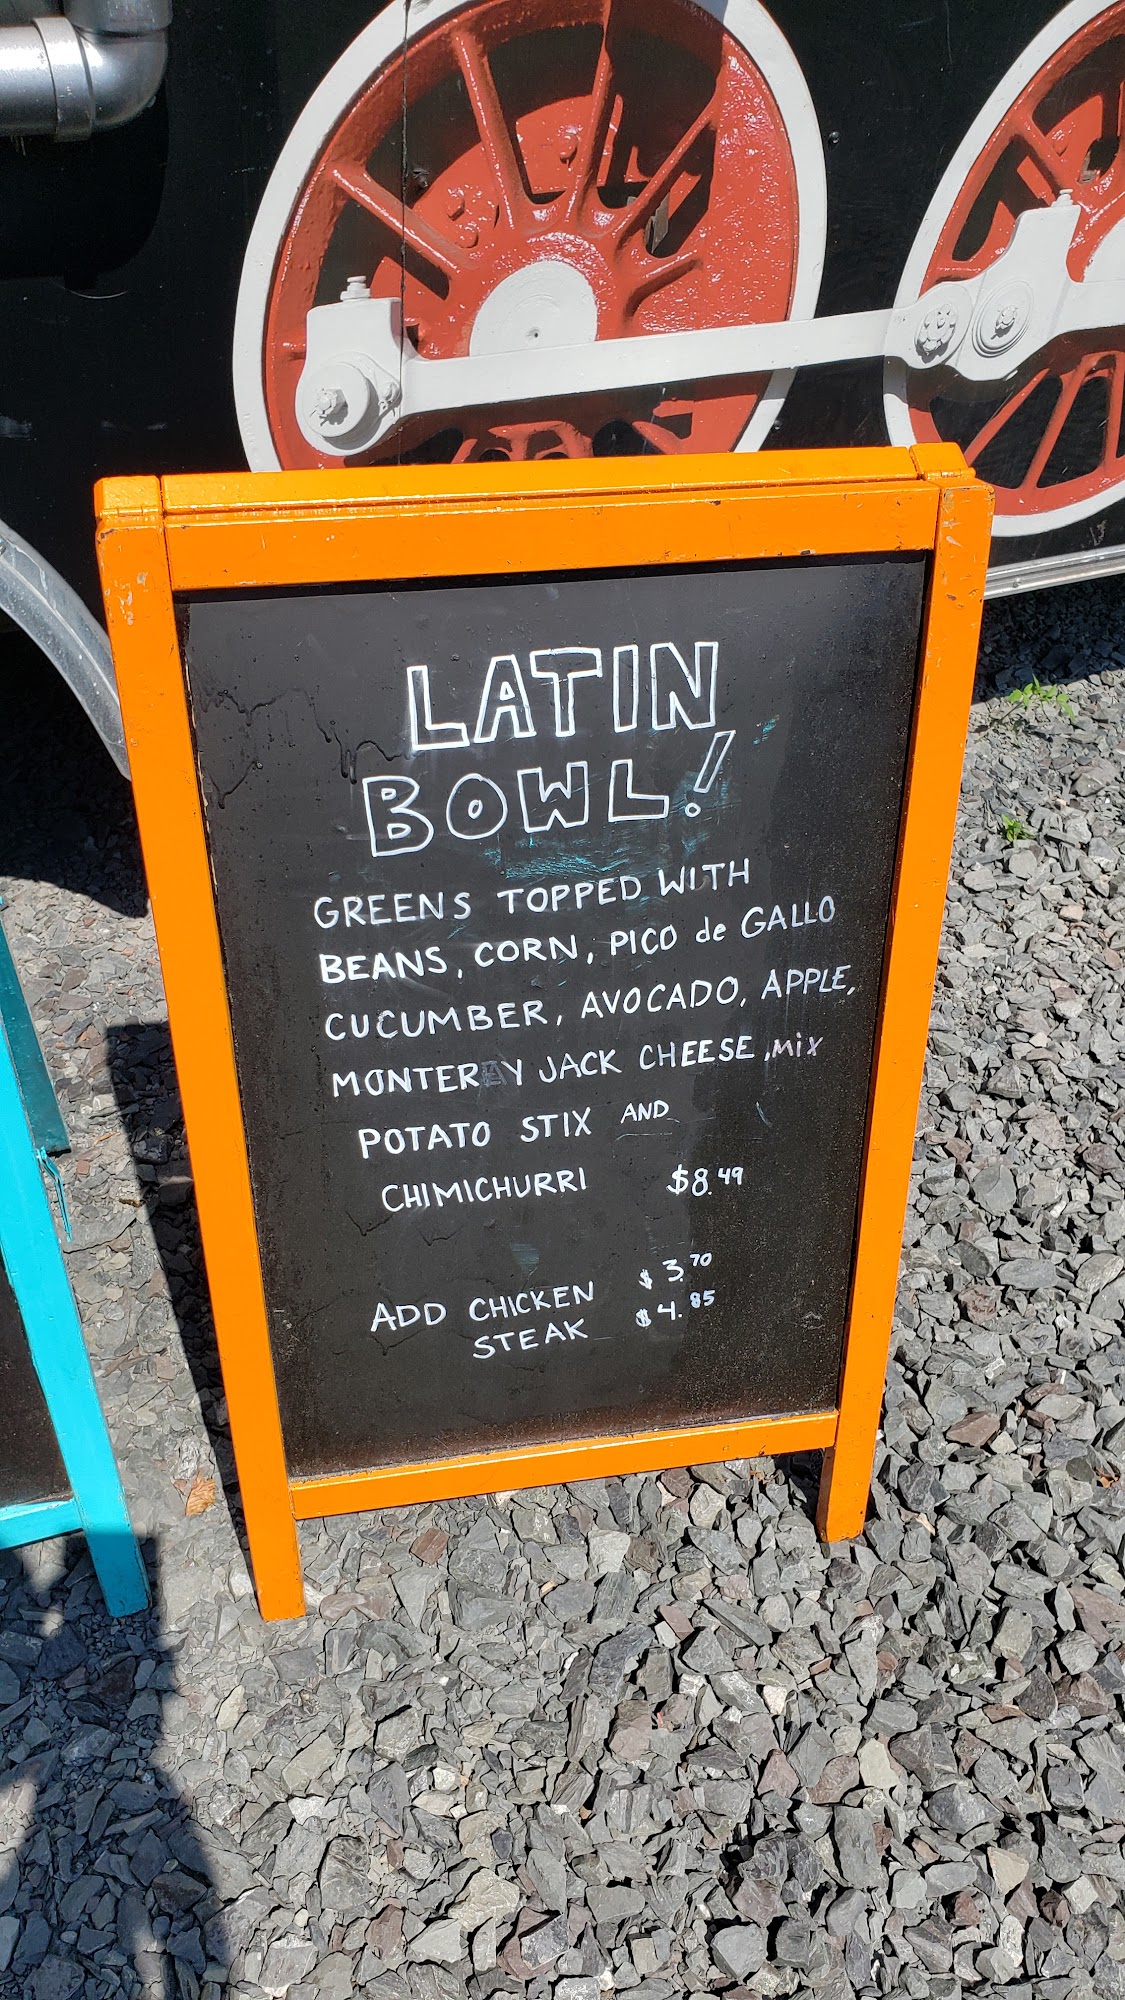 LATIN
BOWL!
GREENS TOPPED WITH
BEANS, CORN, PICO de GALLO
CUCUMBER, AVOCADO, APPLE,
MONTEREY JACK CHEESE, MiX
POTATO STIX AND
CHIMICHURRI $8.49
ADD CHICKEN $3.70
STEAK $4.85